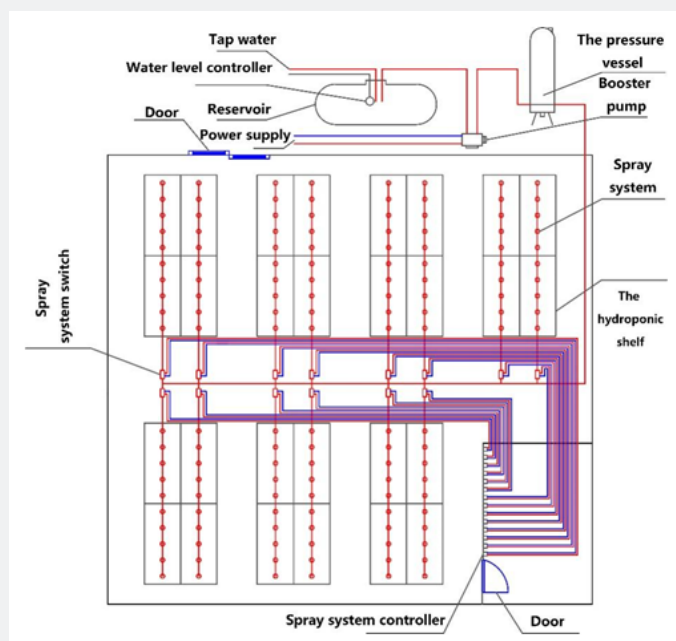 Tap water
Water level controller
Reservoir
Door
Power supply
The pressure
vessel
Booster
pump
Spray
system
The
hydroponic
shelf
Spray
system switch
Spray system controller
Door